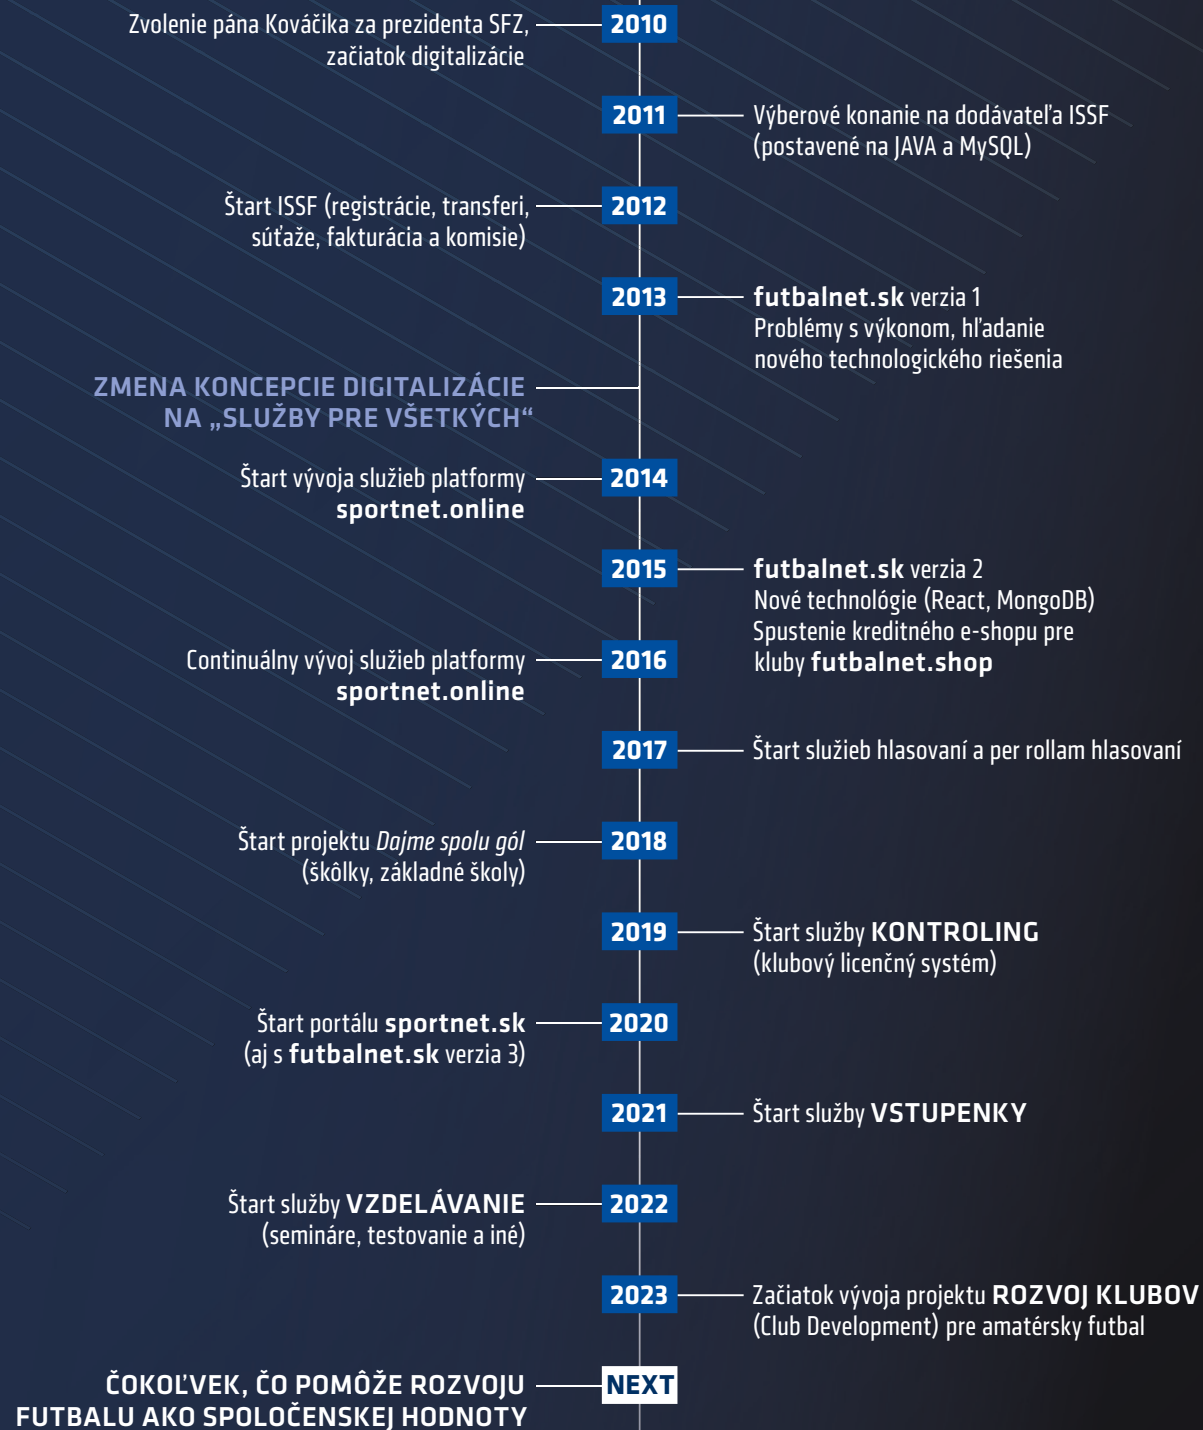 2010
Zvolenie pána Kováčika za prezidenta SFZ,
začiatok digitalizácie
2011
Výberové konanie na dodávateľa ISSF
(postavené na JAVA a MySQL)
2012
Štart ISSF (registrácie, transferi,
súťaže, fakturácia a komisie)
2013
futbalnet.sk verzia 1
Problémy s výkonom, hľadanie
nového technologického riešenia
ZMENA KONCEPCIE DIGITALIZÁCIE
NA „SLUŽBY PRE VŠETKÝCH“
2014
Štart vývoja služieb platformy
sportnet.online
2015
futbalnet.sk verzia 2
Nové technológie (React, MongoDB)
Spustenie kreditného e-shopu pre
kluby futbalnet.shop
2016
Continuálny vývoj služieb platformy
sportnet.online
2017
Štart služieb hlasovaní a per rollam hlasovaní
2018
Štart projektu Dajme spolu gól
(škôlky, základné školy)
2019
Štart služby KONTROLING
(klubový licenčný systém)
2020
Štart portálu sportnet.sk
(aj s futbalnet.sk verzia 3)
2021
Štart služby VSTUPENKY
2022
Štart služby VZDELÁVANIE
(semináre, testovanie a iné)
2023
Začiatok vývoja projektu ROZVOJ KLUBOV
(Club Development) pre amatérsky futbal
NEXT
ČOKOĽVEK, ČO POMÔŽE ROZVOJU
FUTBALU AKO SPOLOČENSKEJ HODNOTY